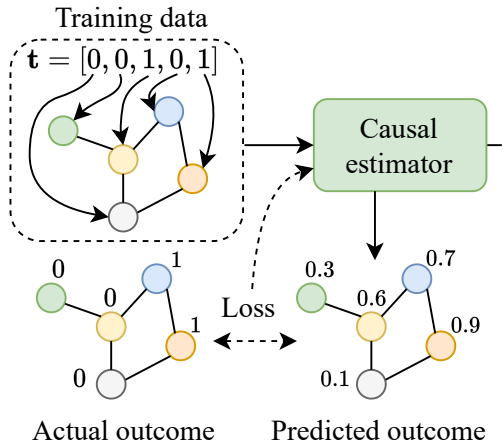 Training data
t = [0, 0, 1, 0, 1]
Causal
estimator
0
1
0
1
0
Loss
0.3
0.7
0.6
0.9
0.1
Actual outcome
Predicted outcome